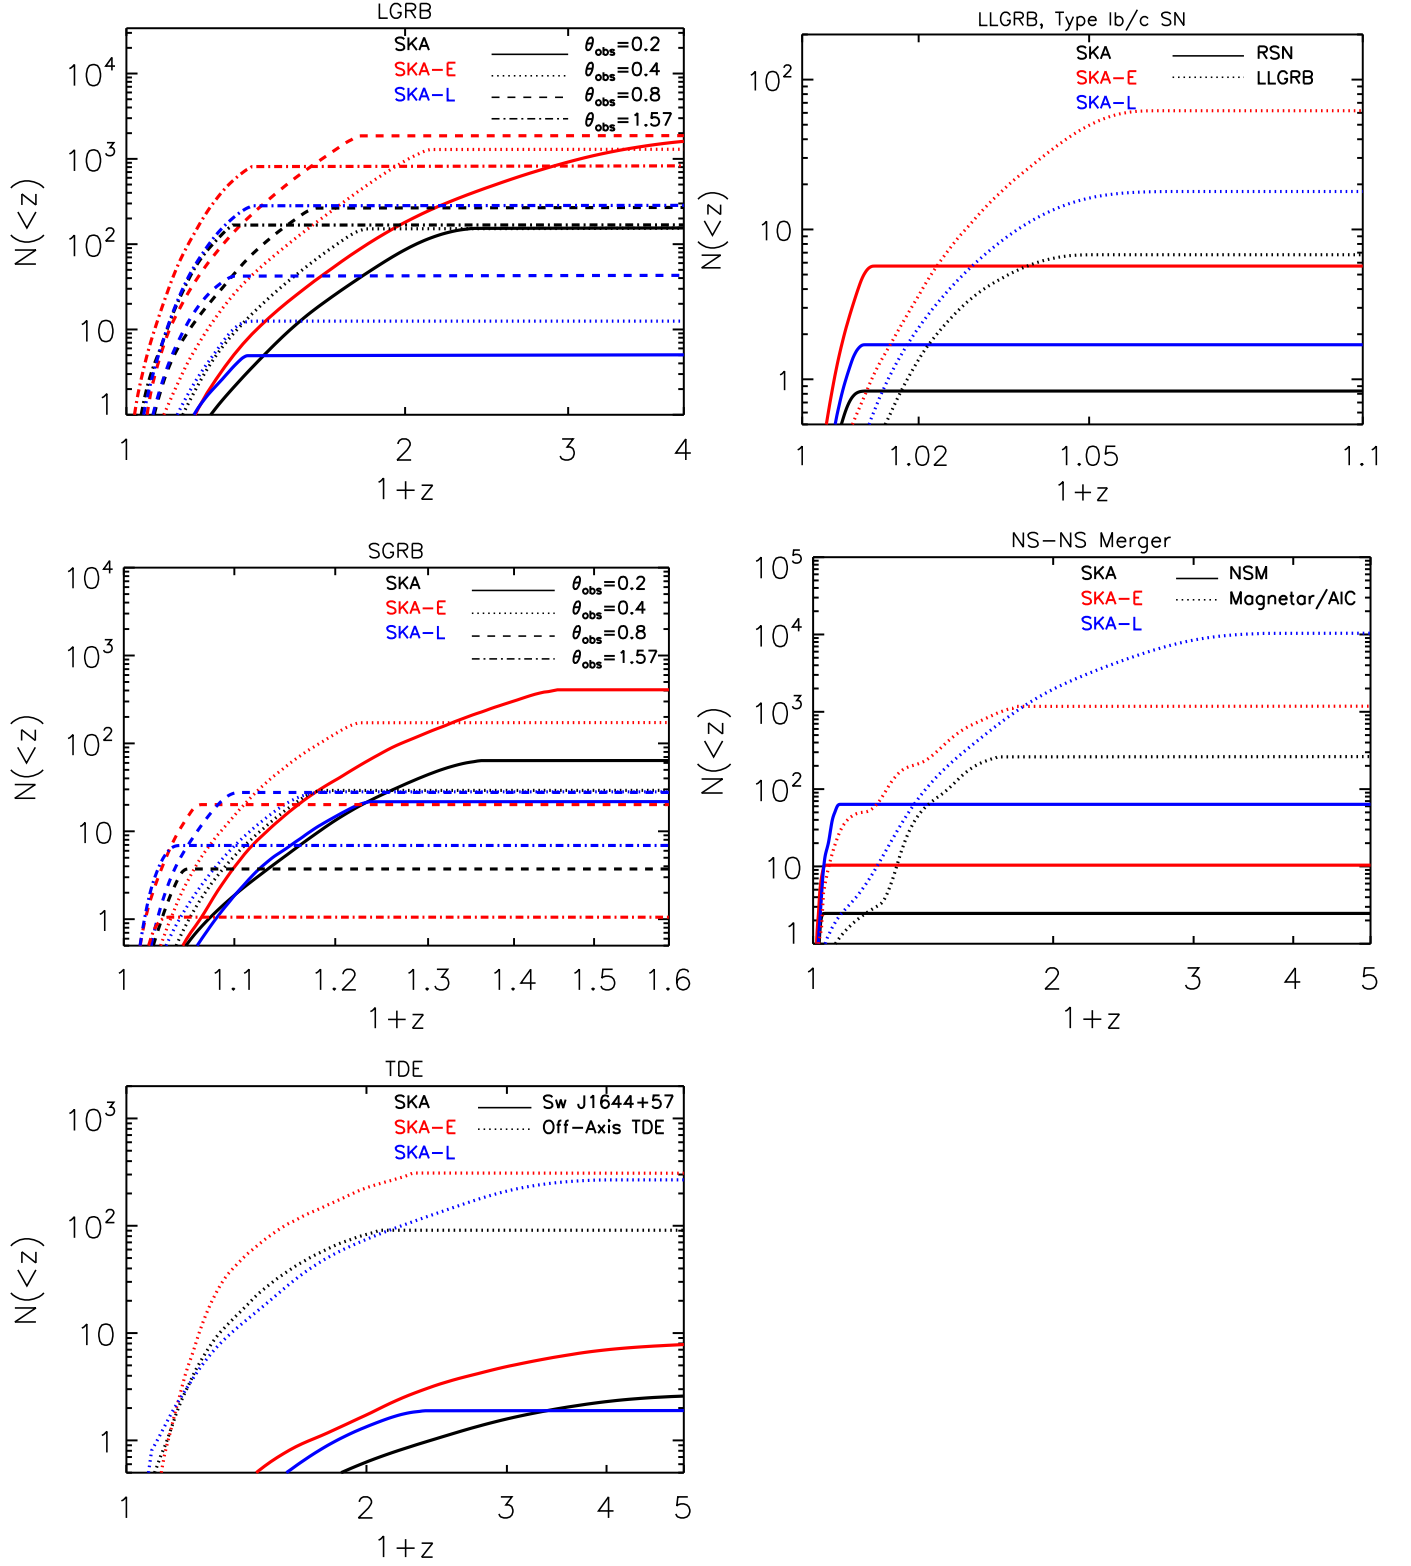 LGRB
SKA
SKA-E
SKA-L
θobs=0.2
θobs=0.4
θobs=0.8
θobs=1.57
10^4
10^3
10^2
10
1
N(<z)
1 2 3 4
1+z
LLGRB, Type Ib/c SN
SKA
SKA-E
SKA-L
RSN
LLGRB
10^2
10
1
N(<z)
1 1.02 1.05 1.1
1+z
SGRB
SKA
SKA-E
SKA-L
θobs=0.2
θobs=0.4
θobs=0.8
θobs=1.57
10^4
10^3
10^2
10
1
N(<z)
1 1.1 1.2 1.3 1.4 1.5 1.6
1+z
NS-NS Merger
SKA
SKA-E
SKA-L
NSM
Magnetar/AIC
10^5
10^4
10^3
10^2
10
1
N(<z)
1 2 3 4 5
1+z
TDE
SKA
SKA-E
SKA-L
Sw J1644+57
Off-Axis TDE
10^3
10^2
10
1
N(<z)
1 2 3 4 5
1+z